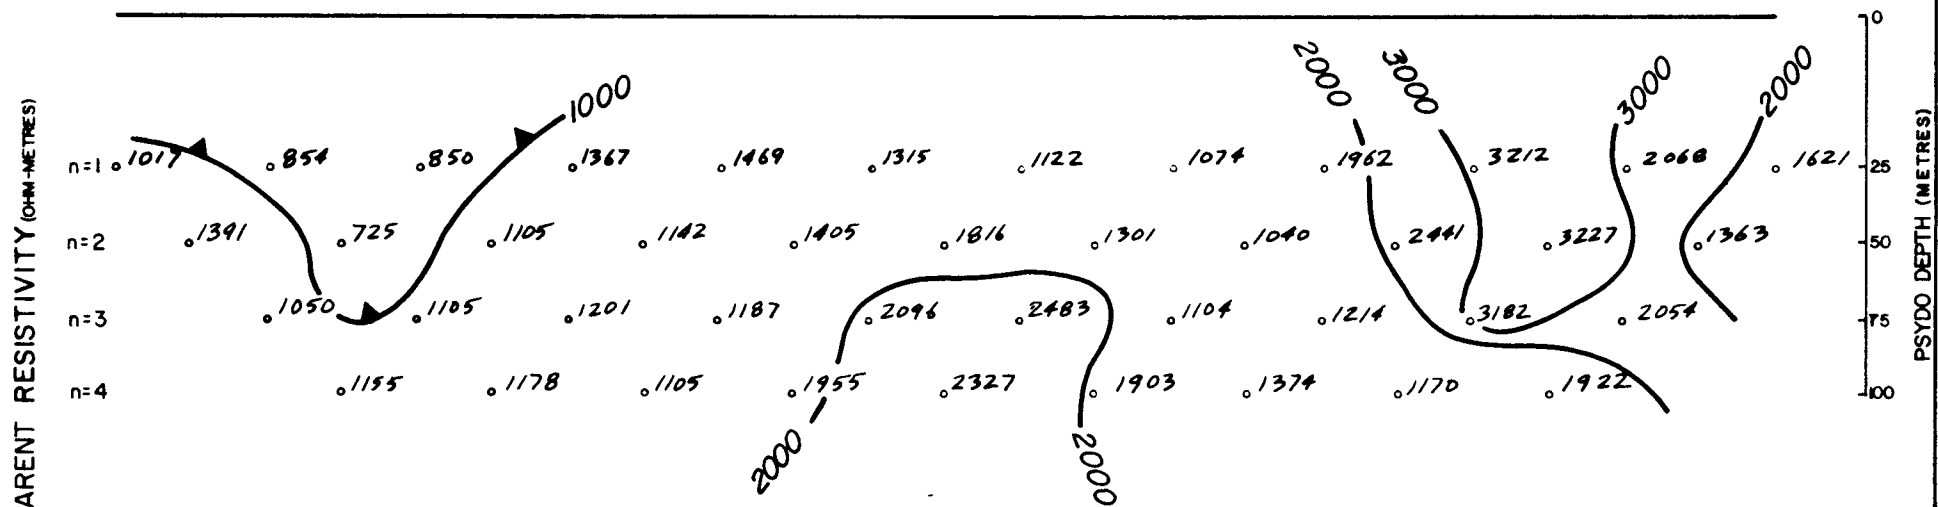 0
2000 3000 3000 2000
1000
n=1 1017 854 850 1367 1469 1315 1122 1074 1962 3212 2068 1621 25
n=2 1391 725 1105 1142 1405 1816 1301 1040 2441 3227 1363 50
n=3 1050 1105 1201 1187 2096 2483 1104 1214 3182 2054 75
n=4 1155 1178 1105 1955 2327 1903 1374 1170 1922 100
2000 2000
ARENT RESISTIVITY (OHM-METRES)
PSYDO DEPTH (METRES)